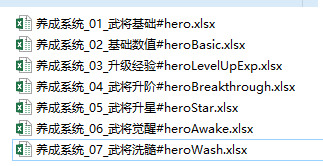 养成系统_01_武将基础#hero.xlsx
养成系统_02_基础数值#heroBasic.xlsx
养成系统_03_升级经验#heroLevelUpExp.xlsx
养成系统_04_武将升阶#heroBreakthrough.xlsx
养成系统_05_武将升星#heroStar.xlsx
养成系统_06_武将觉醒#heroAwake.xlsx
养成系统_07_武将洗髓#heroWash.xlsx